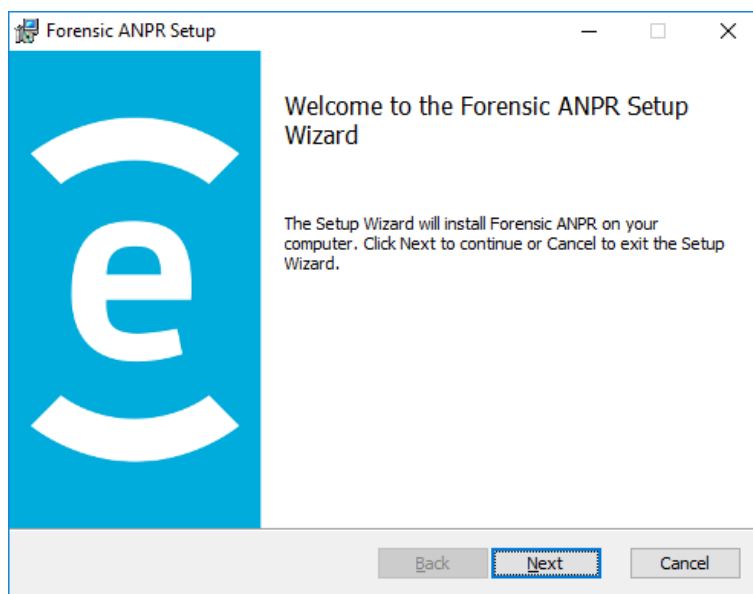 Forensic ANPR Setup
Welcome to the Forensic ANPR Setup
Wizard
The Setup Wizard will install Forensic ANPR on your
computer. Click Next to continue or Cancel to exit the Setup
Wizard.
e
Back Next Cancel